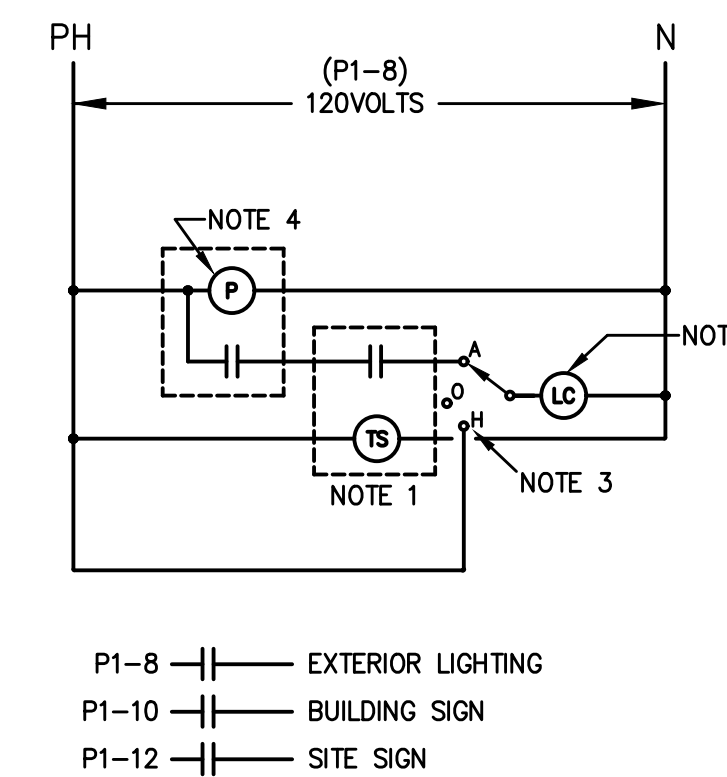 PH
N
(P1-8)
120VOLTS
NOTE 4
P
A
O
LC
H
TS
NOTE 3
NOTE 1
P1-8 EXTERIOR LIGHTING
P1-10 BUILDING SIGN
P1-12 SITE SIGN